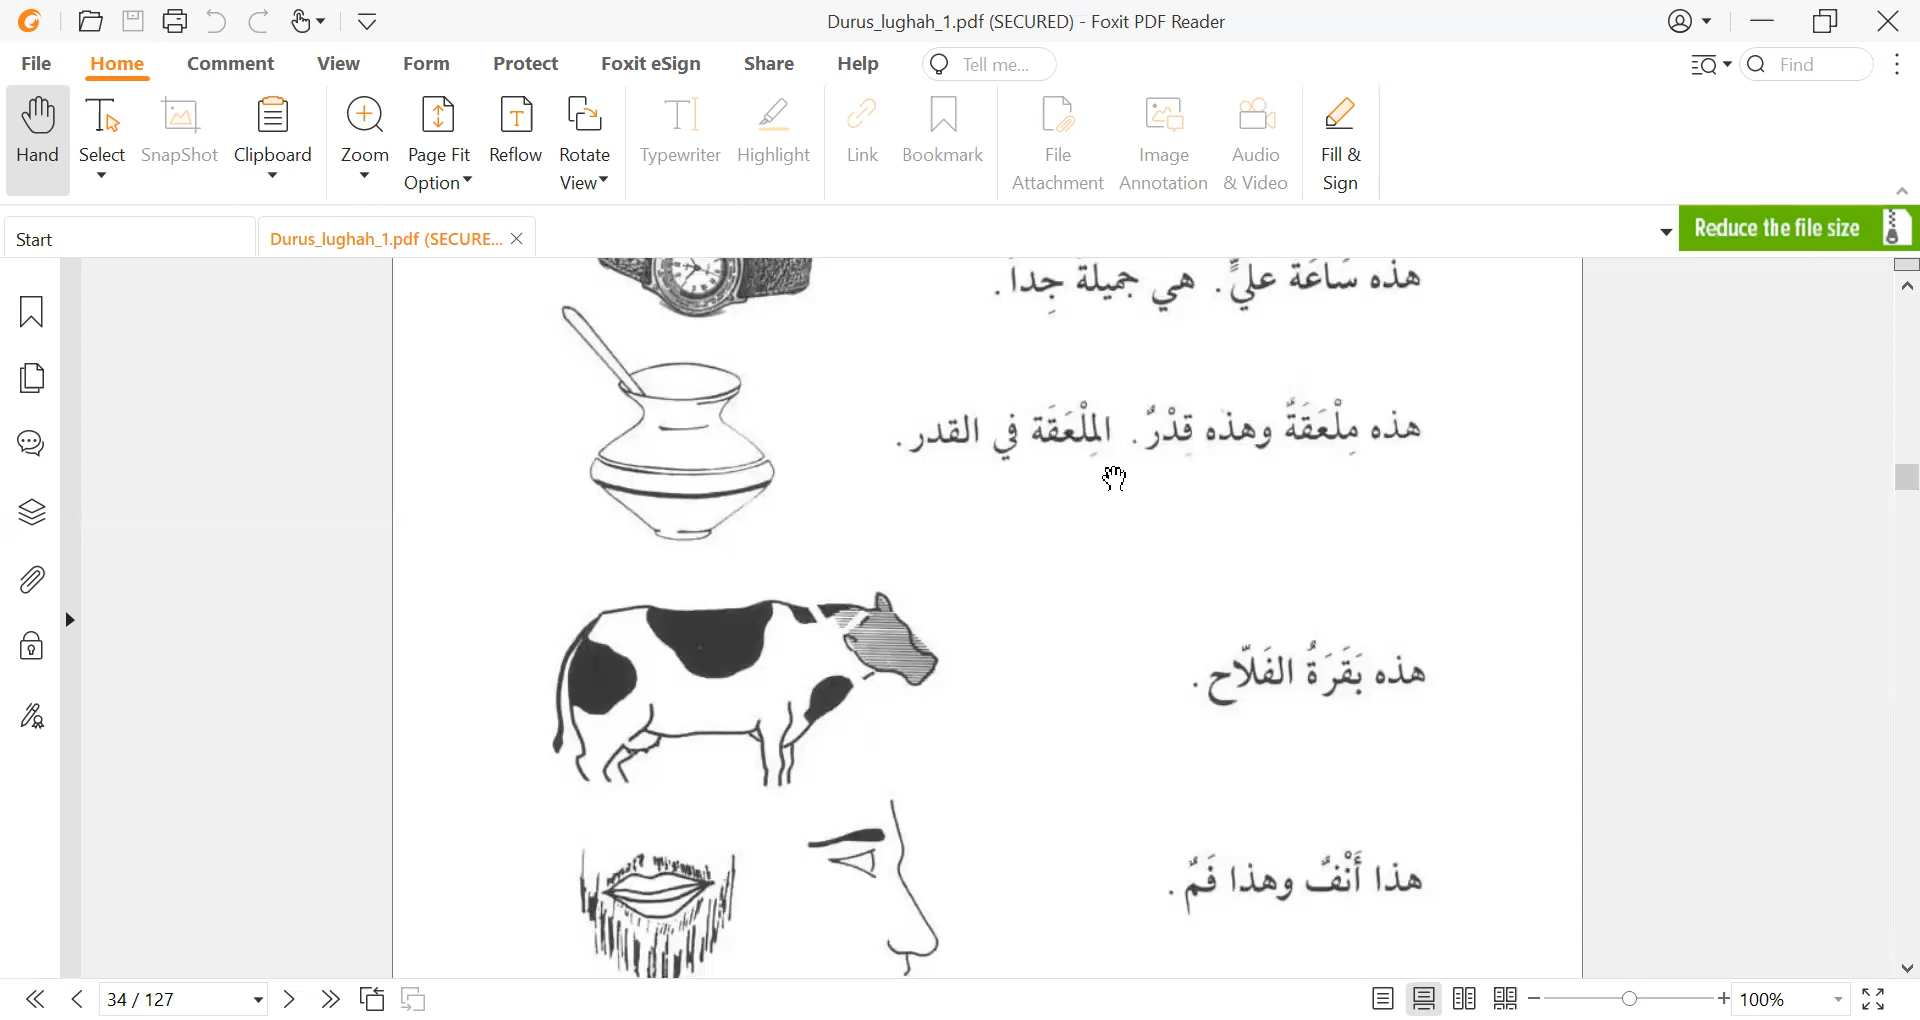 Durus_lughah_1.pdf (SECURED) - Foxit PDF Reader
File Home Comment View Form Protect Foxit eSign Share Help Tell me... Find
Hand Select SnapShot Clipboard Zoom Page Fit Option Reflow Rotate View Typewriter Highlight Link Bookmark File Attachment Image Annotation Audio & Video Fill & Sign
Start Durus_lughah_1.pdf (SECURE... Reduce the file size
هذه سَاعَة عليٍّ. هي جميلة جِداً.
هذه مِلْعَقَةٌ وهذه قِدْرٌ. المِلْعَقَة في القدر.
هذه بَقَرَةُ الفَلاّح.
هذا أَنْفٌ وهذا فَمٌ.
34 / 127 100%